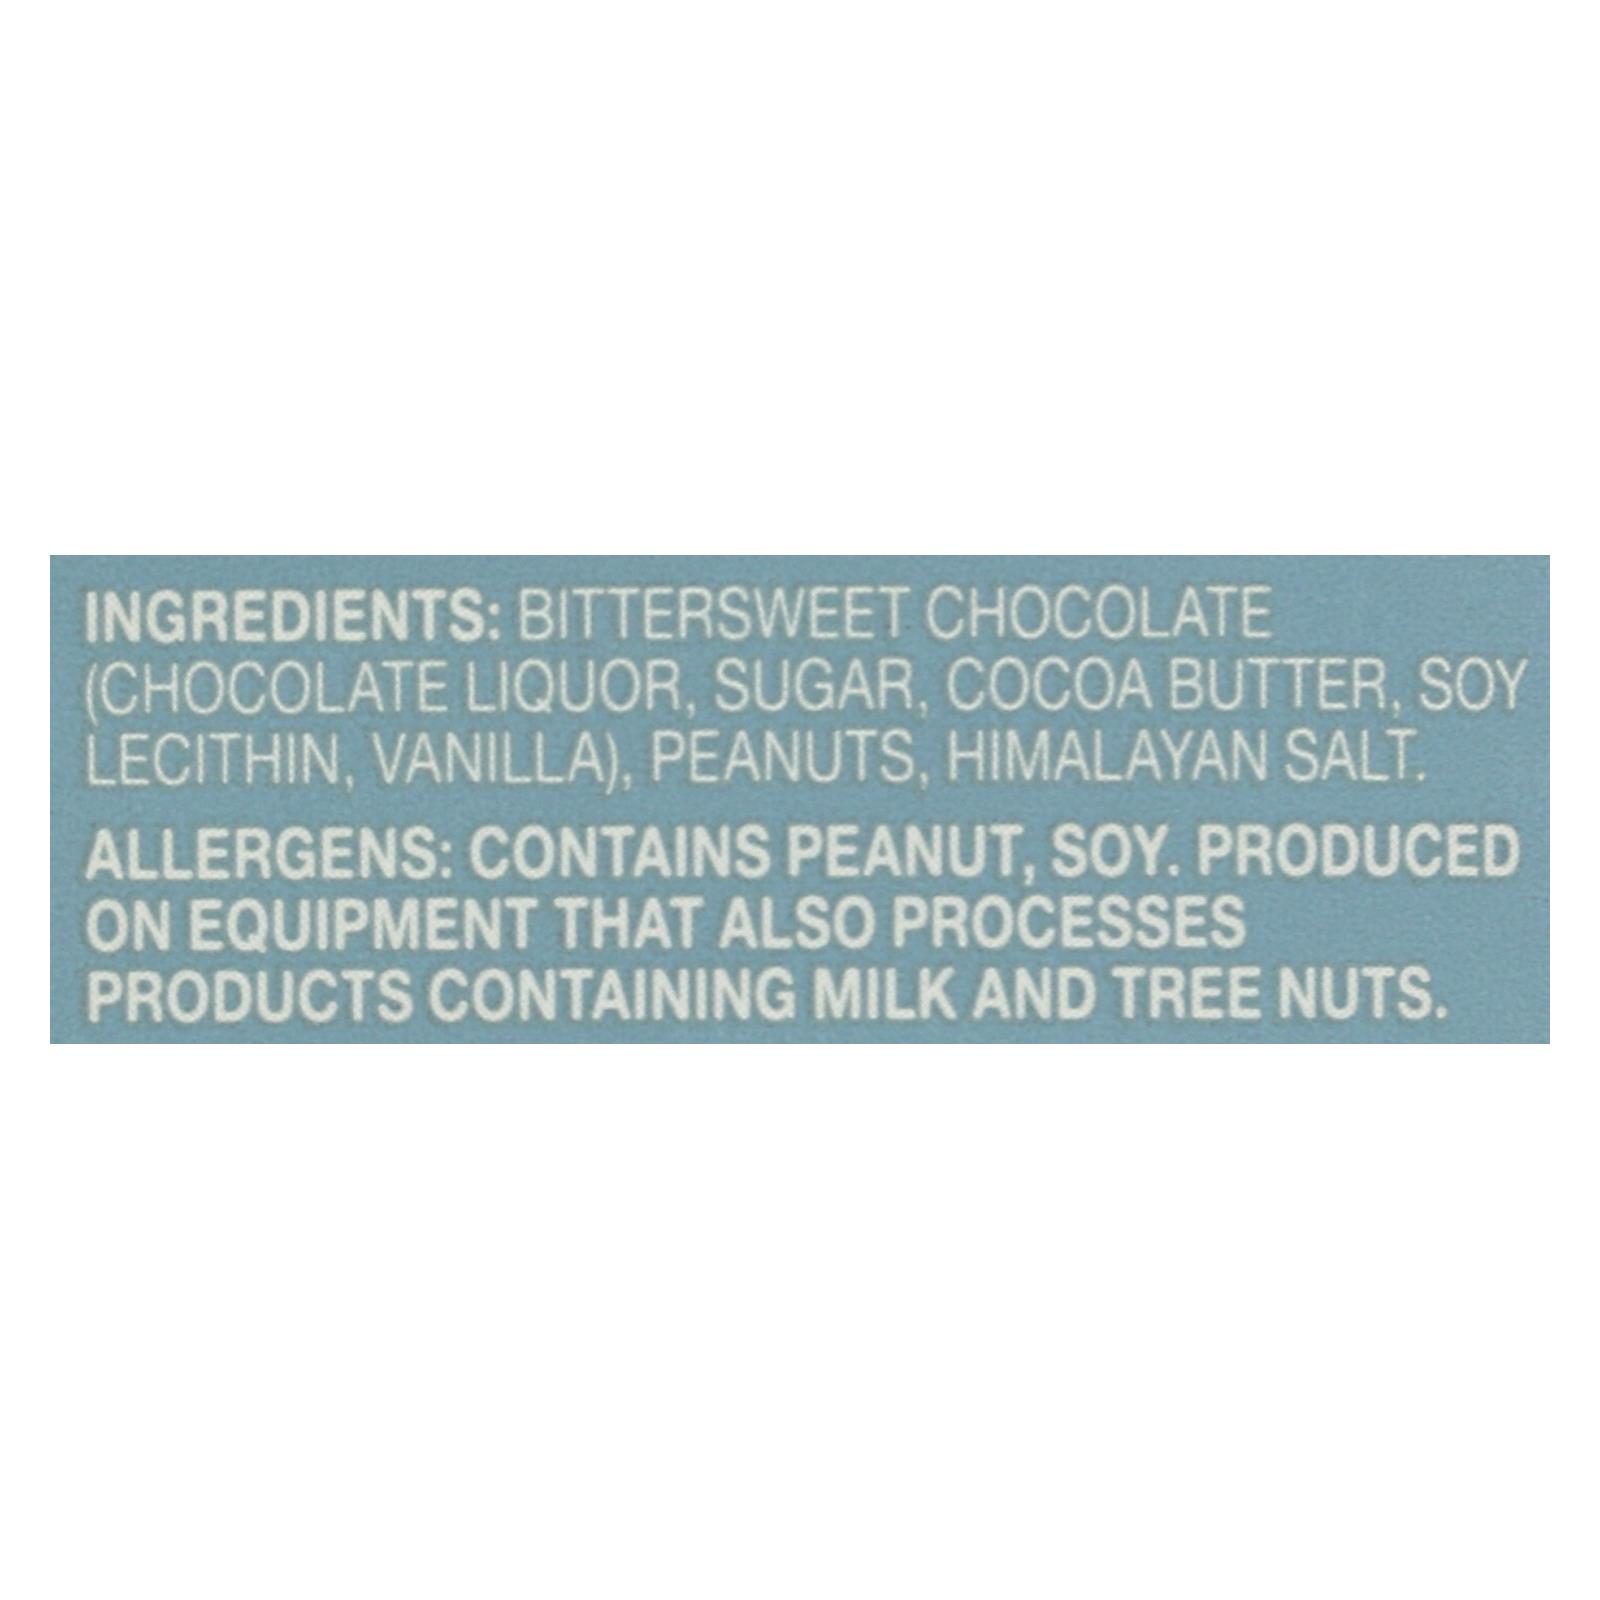 INGREDIENTS: BITTERSWEET CHOCOLATE
(CHOCOLATE LIQUOR, SUGAR, COCOA BUTTER, SOY
LECITHIN, VANILLA), PEANUTS, HIMALAYAN SALT.
ALLERGENS: CONTAINS PEANUT, SOY. PRODUCED
ON EQUIPMENT THAT ALSO PROCESSES
PRODUCTS CONTAINING MILK AND TREE NUTS.